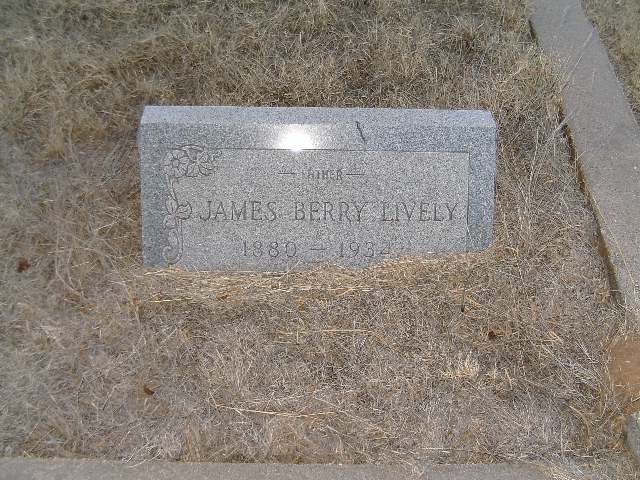 — FATHER —
JAMES BERRY LIVELY
1880 — 1934